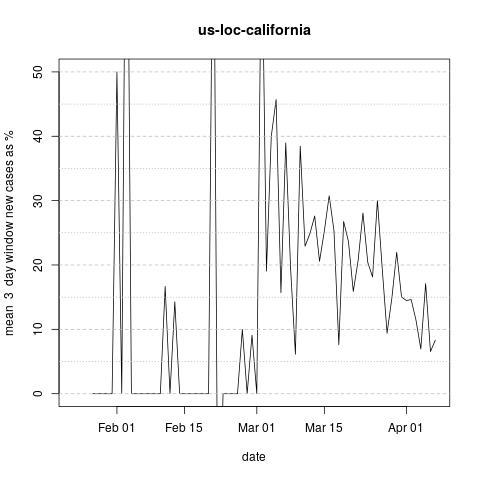 us-loc-california
mean 3 day window new cases as %
50
40
30
20
10
0
Feb 01 Feb 15 Mar 01 Mar 15 Apr 01
date